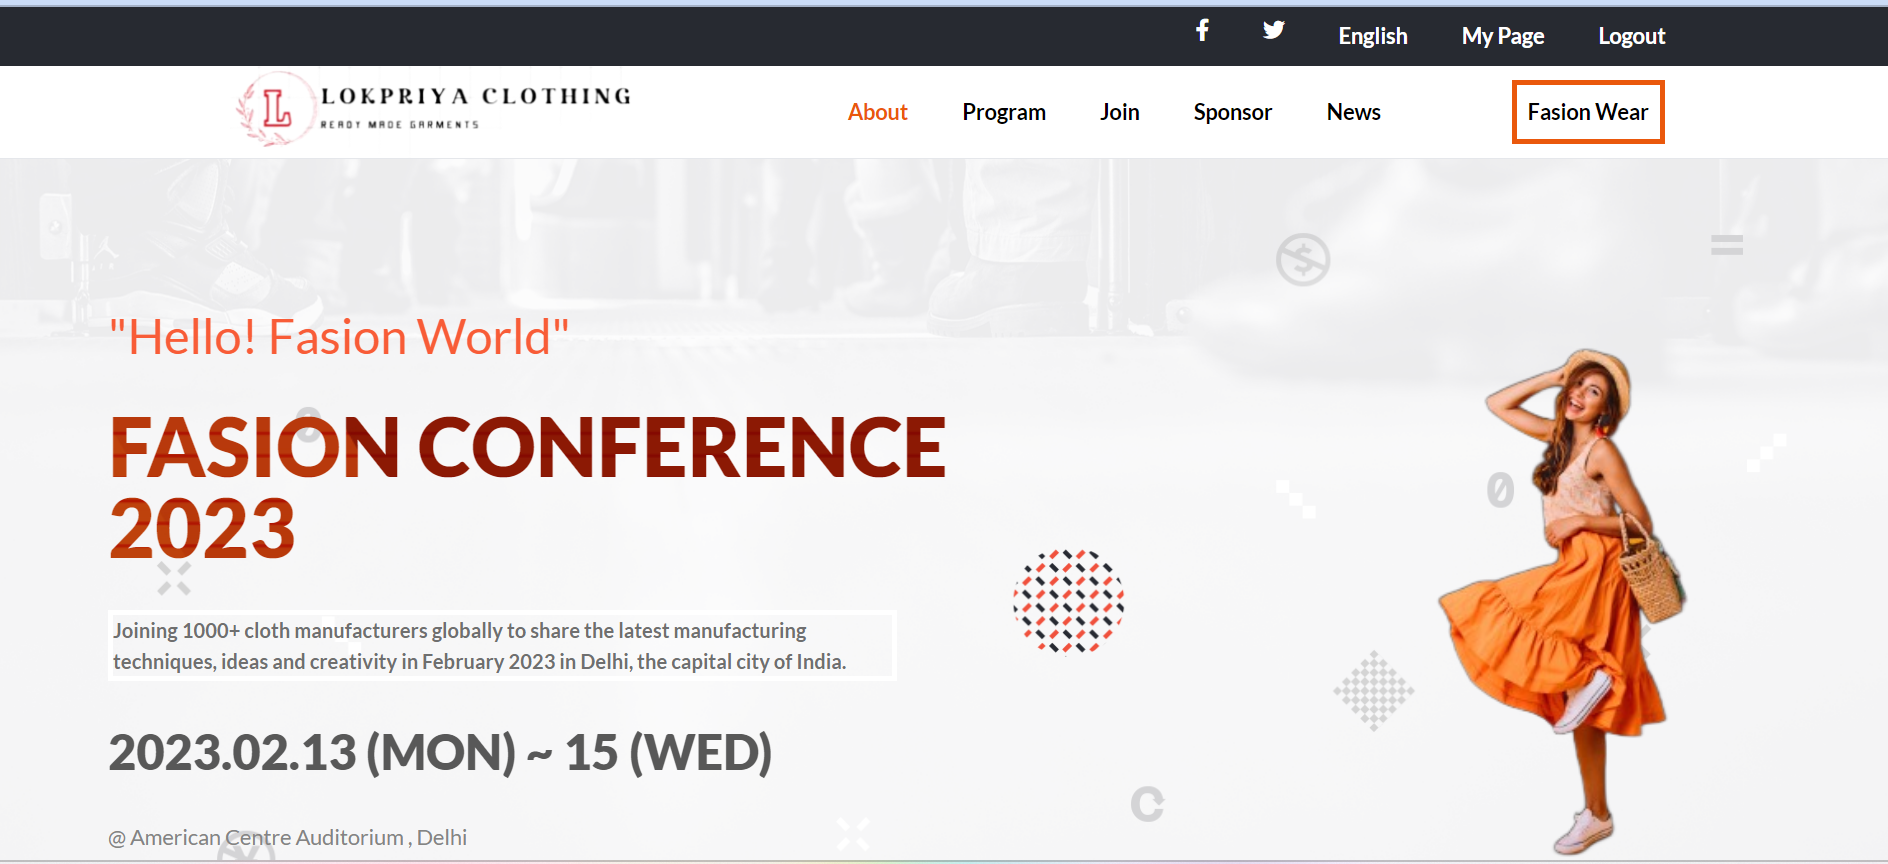 English My Page Logout
LOKPRIYA CLOTHING
READY MADE GARMENTS
About Program Join Sponsor News Fasion Wear
"Hello! Fasion World"
FASION CONFERENCE
2023
Joining 1000+ cloth manufacturers globally to share the latest manufacturing
techniques, ideas and creativity in February 2023 in Delhi, the capital city of India.
2023.02.13 (MON) ~ 15 (WED)
@ American Centre Auditorium , Delhi